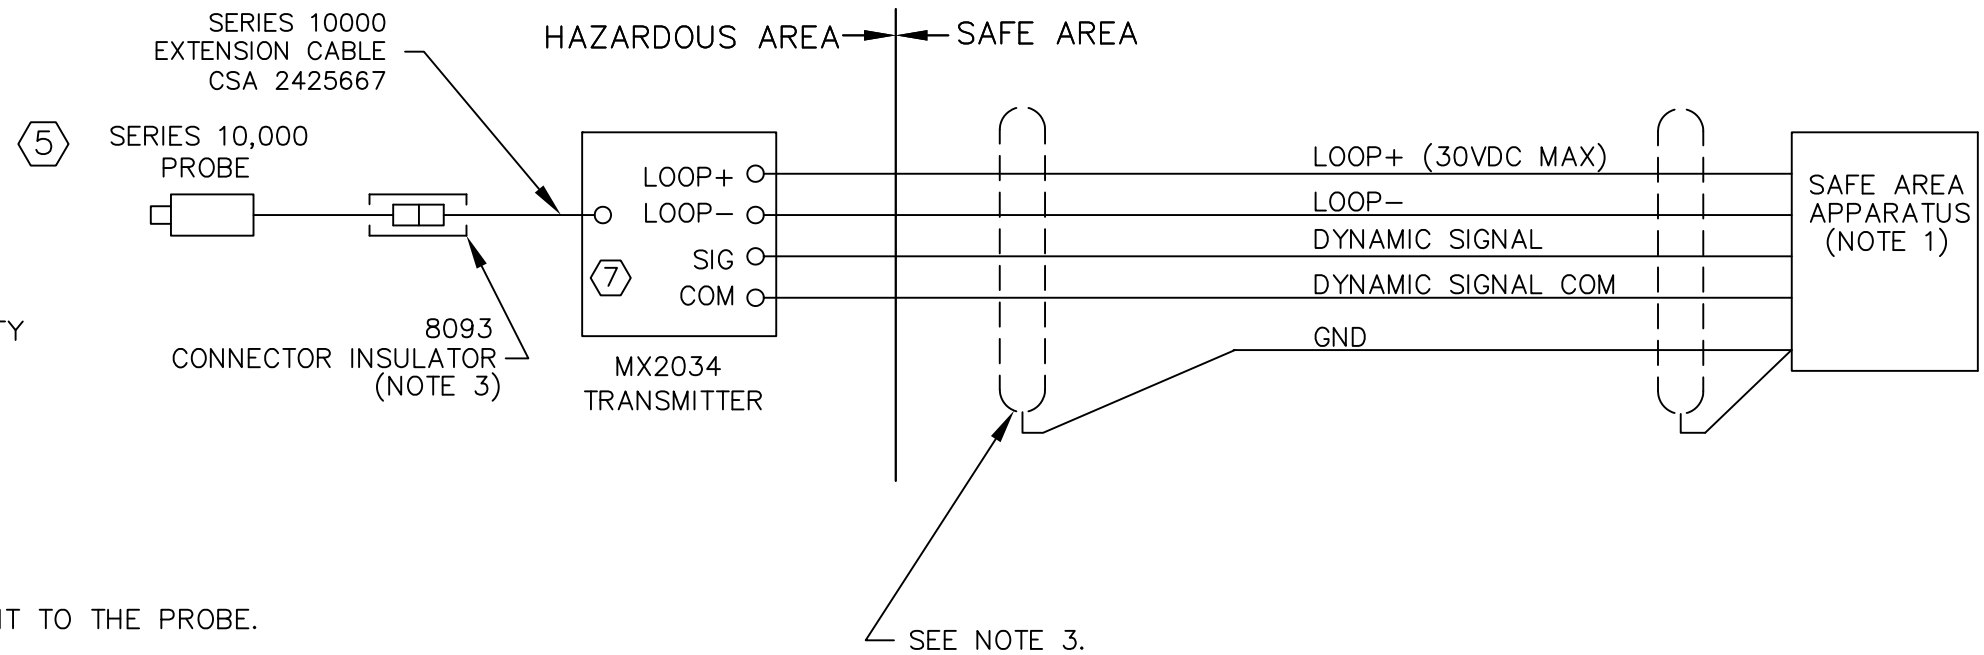 SERIES 10000
EXTENSION CABLE
CSA 2425667
HAZARDOUS AREA
SAFE AREA
5
SERIES 10,000
PROBE
LOOP+
LOOP-
SIG
COM
7
LOOP+ (30VDC MAX)
LOOP-
DYNAMIC SIGNAL
DYNAMIC SIGNAL COM
GND
SAFE AREA
APPARATUS
(NOTE 1)
TY
8093
CONNECTOR INSULATOR
(NOTE 3)
MX2034
TRANSMITTER
TO THE PROBE.
SEE NOTE 3.